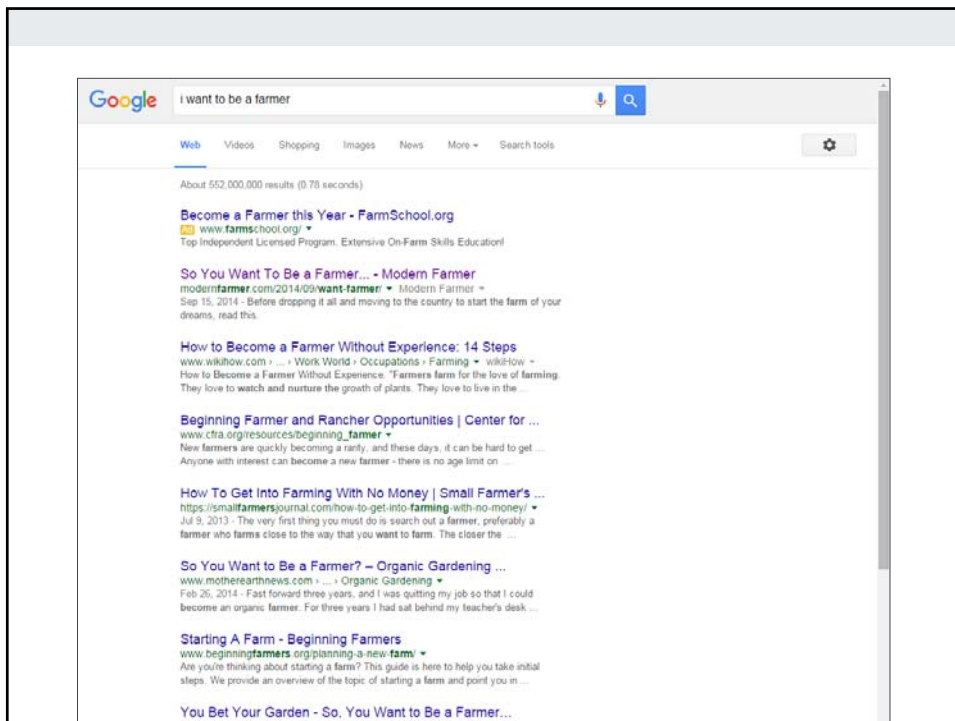 Google i want to be a farmer
Web Videos Shopping Images News More Search tools
About 552,000,000 results (0.78 seconds)
Become a Farmer this Year - FarmSchool.org
Ad www.farmschool.org/
Top Independent Licensed Program. Extensive On-Farm Skills Education!
So You Want To Be a Farmer... - Modern Farmer
modernfarmer.com/2014/09/want-farmer/ Modern Farmer
Sep 15, 2014 - Before dropping it all and moving to the country to start the farm of your
dreams, read this.
How to Become a Farmer Without Experience: 14 Steps
www.wikihow.com › ... › Work World › Occupations › Farming wikiHow
How to Become a Farmer Without Experience. "Farmers farm for the love of farming.
They love to watch and nurture the growth of plants. They love to live in the ...
Beginning Farmer and Rancher Opportunities | Center for ...
www.cfra.org/resources/beginning_farmer
New farmers are quickly becoming a rarity, and these days, it can be hard to get ...
Anyone with interest can become a new farmer - there is no age limit on ...
How To Get Into Farming With No Money | Small Farmer's ...
https://smallfarmersjournal.com/how-to-get-into-farming-with-no-money/
Jul 9, 2013 - The very first thing you must do is search out a farmer, preferably a
farmer who farms close to the way that you want to farm. The closer the ...
So You Want to Be a Farmer? – Organic Gardening ...
www.motherearthnews.com › ... › Organic Gardening
Feb 26, 2014 - Fast forward three years, and I was quitting my job so that I could
become an organic farmer. For three years I had sat behind my teacher's desk ...
Starting A Farm - Beginning Farmers
www.beginningfarmers.org/planning-a-new-farm/
Are you're thinking about starting a farm? This guide is here to help you take initial
steps. We provide an overview of the topic of starting a farm and point you in ...
You Bet Your Garden - So, You Want to Be a Farmer...